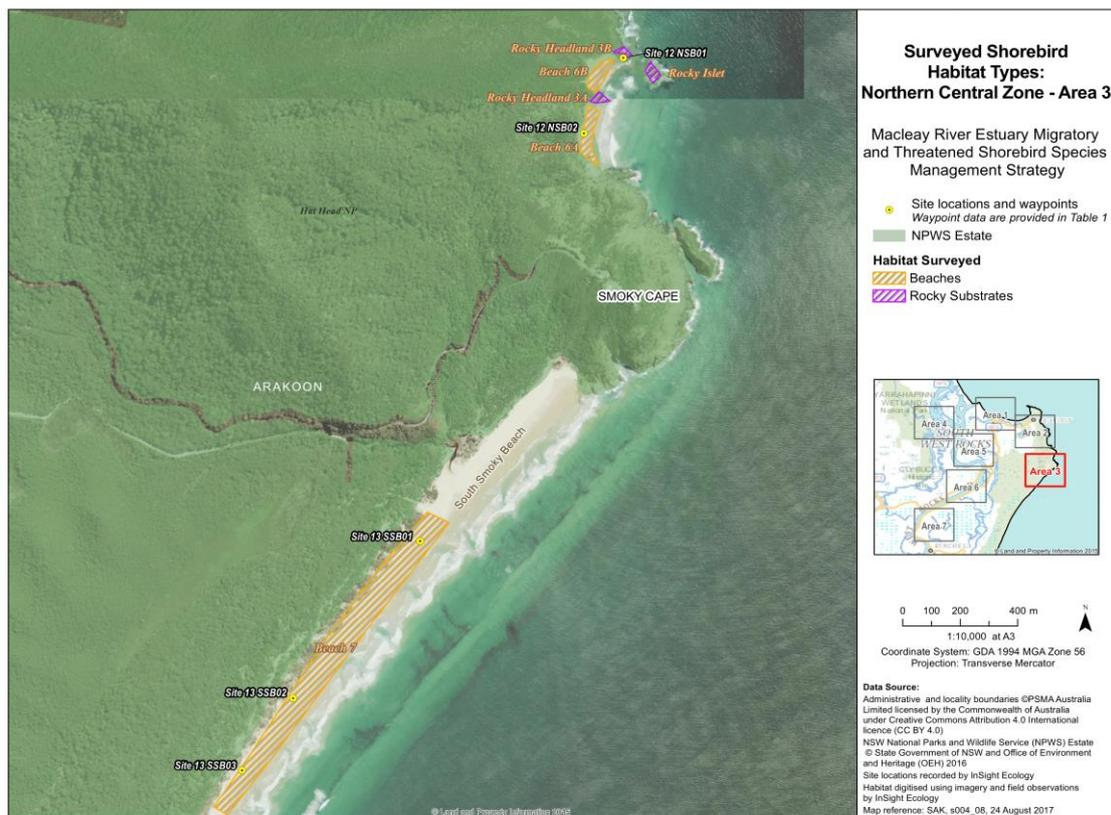 Rocky Headland 3B
Site 12 NSB01
Beach 6B
Rocky Islet
Rocky Headland 3A
Site 12 NSB02
Beach 6A
Hat Head NP
SMOKY CAPE
ARAKOON
South Smoky Beach
Site 13 SSB01
Beach 7
Site 13 SSB02
Site 13 SSB03
© Land and Property Information 2015
Surveyed Shorebird
Habitat Types:
Northern Central Zone - Area 3
Macleay River Estuary Migratory
and Threatened Shorebird Species
Management Strategy
Site locations and waypoints
Waypoint data are provided in Table 1
NPWS Estate
Habitat Surveyed
Beaches
Rocky Substrates
YARRAHAPINNI
WETLANDS
National Park
Area 1
Area 4
Area 2
SOUTH
WEST ROCKS
Area 5
Area 3
Area 6
Area 7
© Land and Property Information 2015
0 100 200 400 m
N
1:10,000 at A3
Coordinate System: GDA 1994 MGA Zone 56
Projection: Transverse Mercator
Data Source:
Administrative and locality boundaries ©PSMA Australia
Limited licensed by the Commonwealth of Australia
under Creative Commons Attribution 4.0 International
licence (CC BY 4.0)
NSW National Parks and Wildlife Service (NPWS) Estate
© State Government of NSW and Office of Environment
and Heritage (OEH) 2016
Site locations recorded by InSight Ecology
Habitat digitised using imagery and field observations
by InSight Ecology
Map reference: SAK, s004_08, 24 August 2017